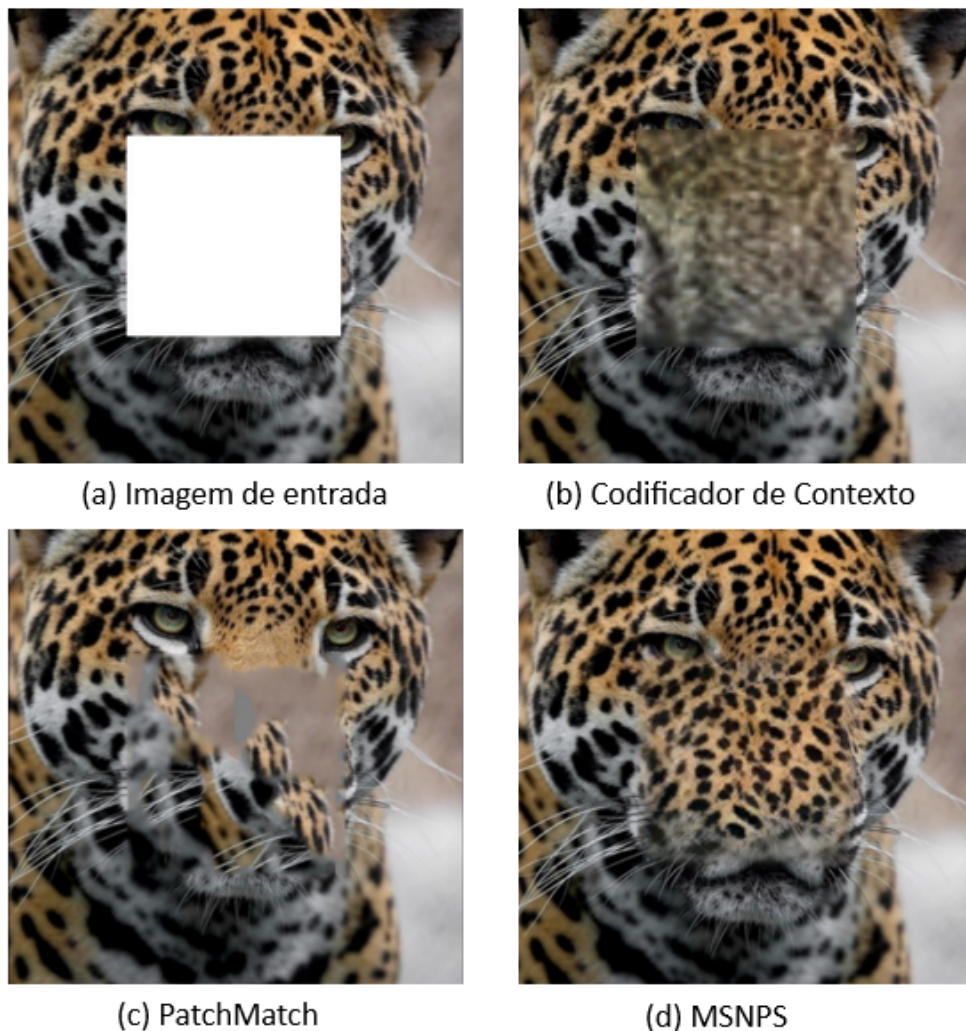 (a) Imagem de entrada
(b) Codificador de Contexto
(c) PatchMatch
(d) MSNPS